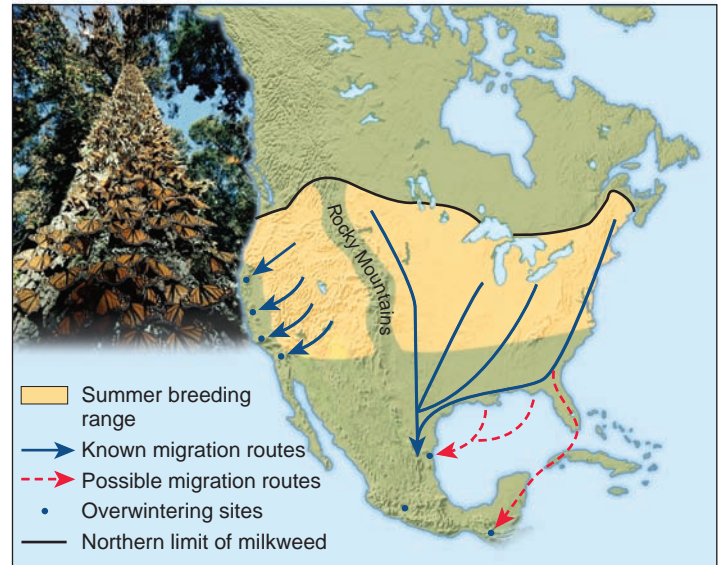 Rocky Mountains
Summer breeding
range
Known migration routes
Possible migration routes
Overwintering sites
Northern limit of milkweed